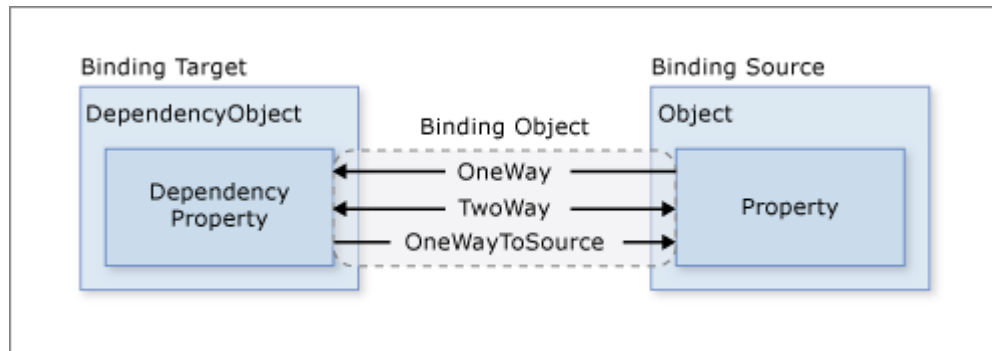 Binding Target
Binding Source
DependencyObject
Object
Binding Object
OneWay
Dependency
Property
TwoWay
Property
OneWayToSource